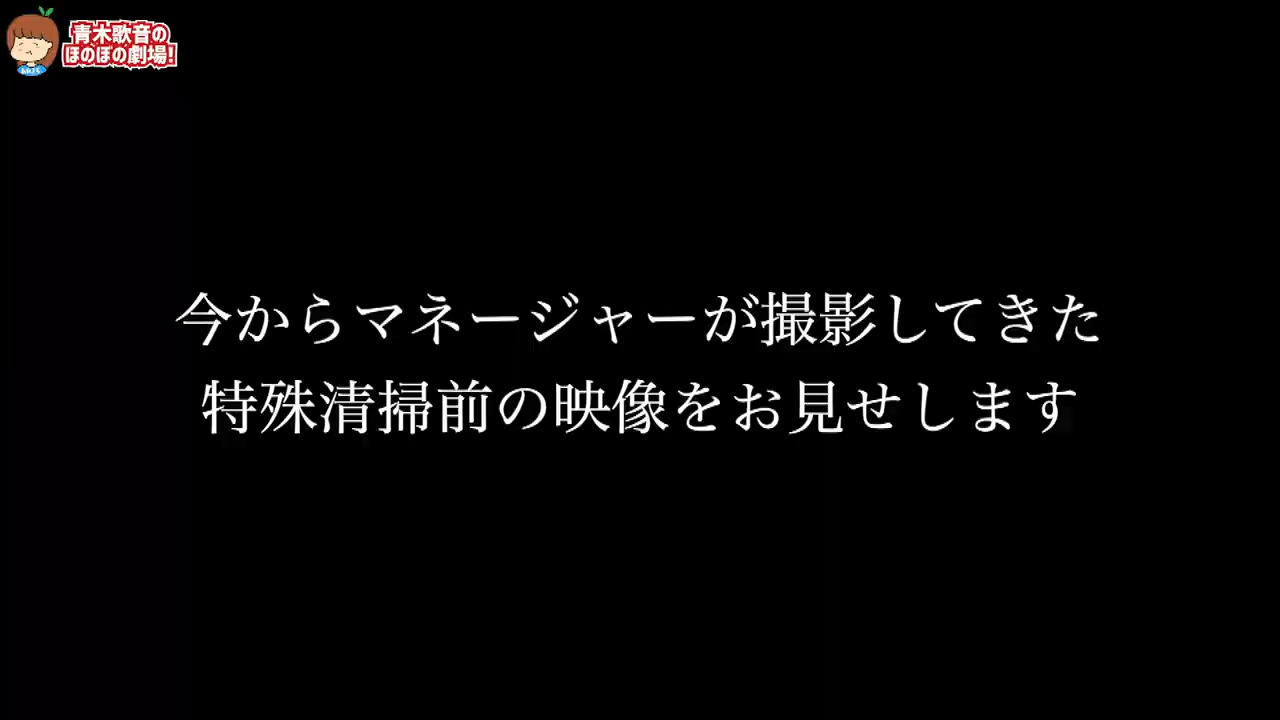 青木歌音の
ほのぼの劇場!
今からマネージャーが撮影してきた
特殊清掃前の映像をお見せします